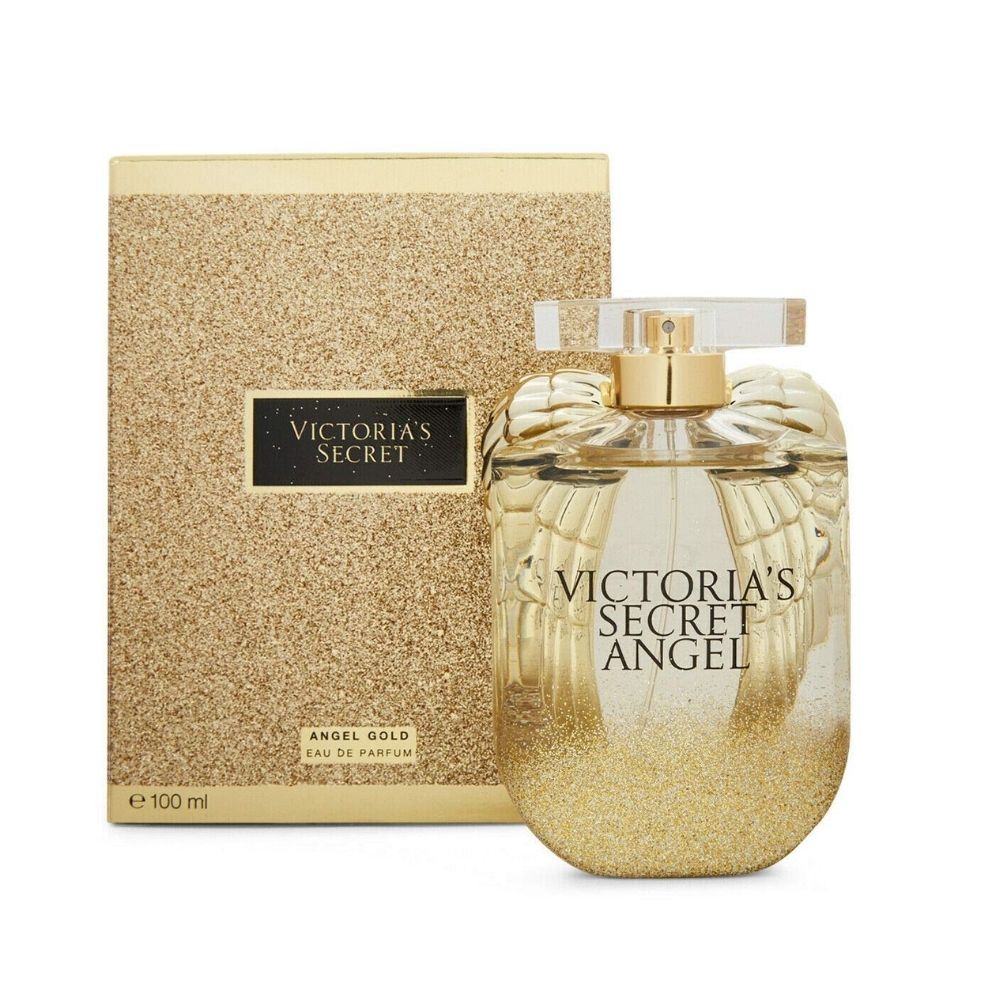 VICTORIA'S
SECRET
ANGEL GOLD
EAU DE PARFUM
℮ 100 ml
VICTORIA'S
SECRET
ANGEL